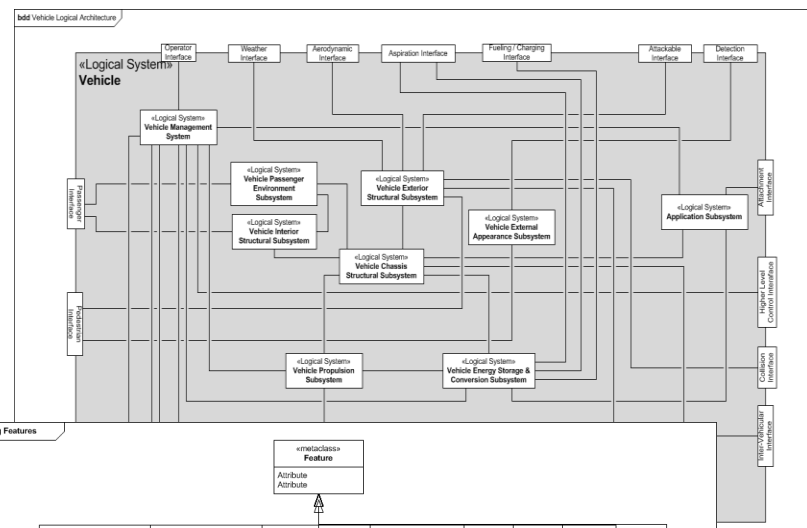 bdd Vehicle Logical Architecture
Operator
Interface
Weather
Interface
Aerodynamic
Interface
Aspiration Interface
Fueling / Charging
Interface
Attackable
Interface
Detection
Interface
«Logical System»
Vehicle
«Logical System»
Vehicle Management
System
«Logical System»
Vehicle Passenger
Environment
Subsystem
«Logical System»
Vehicle Exterior
Structural Subsystem
Passenger
Interface
Attachment
Interface
«Logical System»
Application Subsystem
«Logical System»
Vehicle Interior
Structural Subsystem
«Logical System»
Vehicle External
Appearance Subsystem
«Logical System»
Vehicle Chassis
Structural Subsystem
Higher Level
Control Interaface
Pedestrian
Interface
«Logical System»
Vehicle Propulsion
Subsystem
«Logical System»
Vehicle Energy Storage &
Conversion Subsystem
Collision
Interface
Inter-Vehicular
Interface
Features
«metaclass»
Feature
Attribute
Attribute